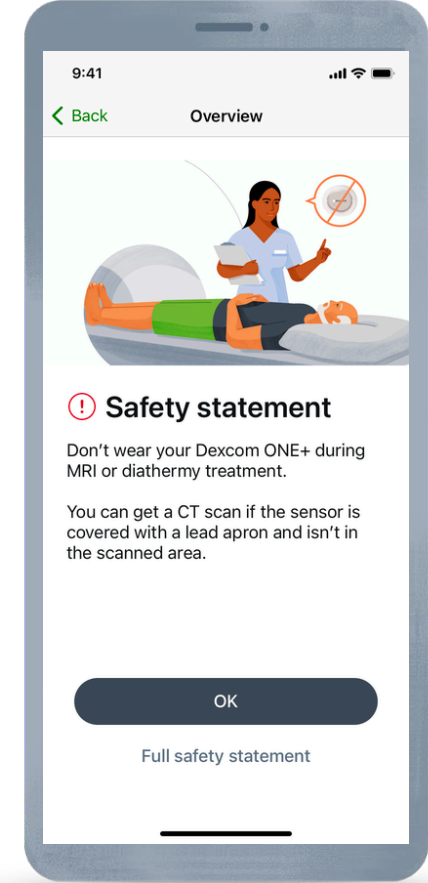 9:41
Back
Overview
Safety statement
Don’t wear your Dexcom ONE+ during
MRI or diathermy treatment.
You can get a CT scan if the sensor is
covered with a lead apron and isn’t in
the scanned area.
OK
Full safety statement